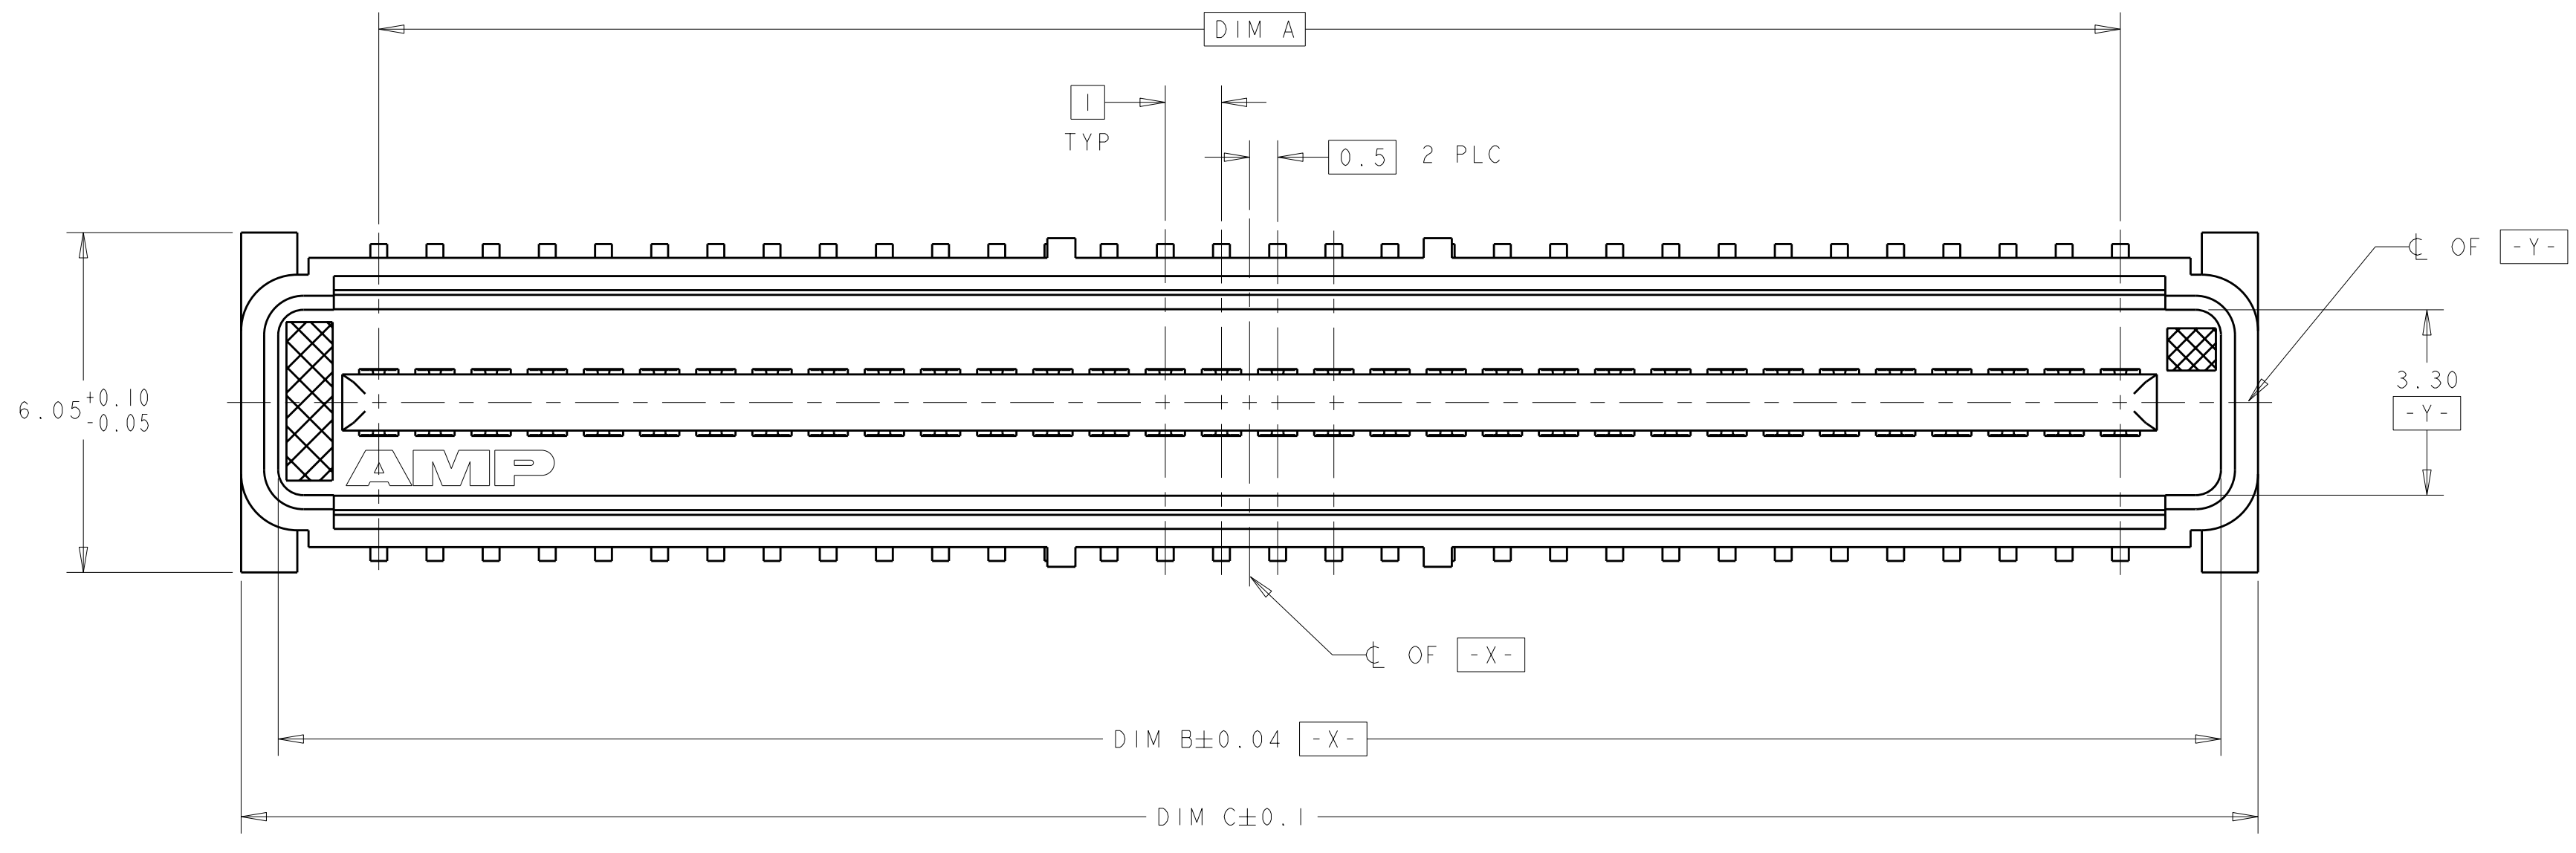 DIM A
1
TYP
0.5 2 PLC
℄ OF -Y-
6.05 +0.10
-0.05
3.30
-Y-
AMP
℄ OF -X-
DIM B±0.04 -X-
DIM C±0.1